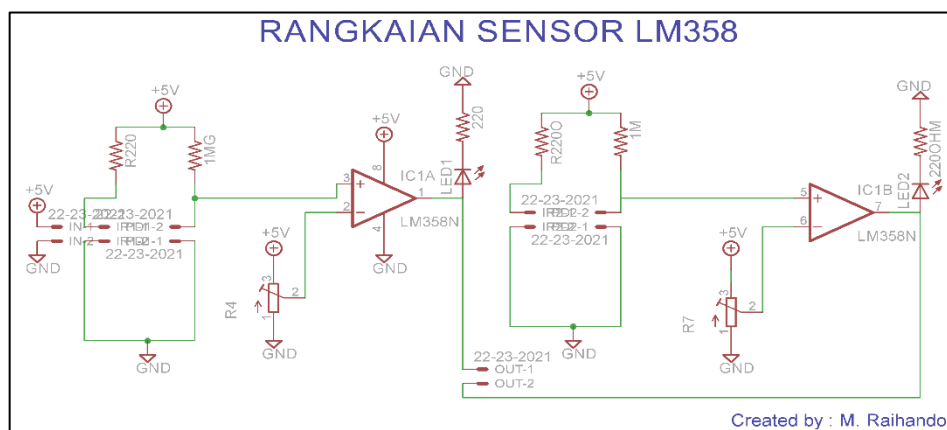 RANGKAIAN SENSOR LM358
GND
+5V
R220
1MG
+5V
22-23-2021
IN-1
IN-2
GND
22-23-2021
GND
+5V
8
3
2
1
4
IC1A
LM358N
GND
220
LED1
+5V
R4
3
2
1
GND
+5V
R220O
1M
22-23-2021
22-23-2021
GND
5
6
7
IC1B
LM358N
GND
220OHM
LED2
+5V
R7
3
2
1
GND
22-23-2021
OUT-1
OUT-2
Created by : M. Raihando